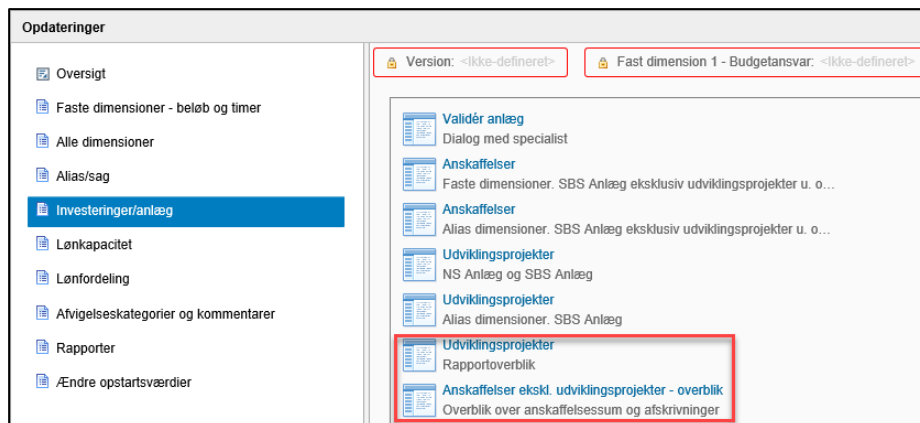 Opdateringer
Oversigt
Faste dimensioner - beløb og timer
Alle dimensioner
Alias/sag
Investeringer/anlæg
Lønkapacitet
Lønfordeling
Afvigelseskategorier og kommentarer
Rapporter
Ændre opstartsværdier
Version: <Ikke-defineret>
Fast dimension 1 - Budgetansvar: <Ikke-defineret>
Validér anlæg
Dialog med specialist
Anskaffelser
Faste dimensioner. SBS Anlæg eksklusiv udviklingsprojekter u. o...
Anskaffelser
Alias dimensioner. SBS Anlæg eksklusiv udviklingsprojekter u. o...
Udviklingsprojekter
NS Anlæg og SBS Anlæg
Udviklingsprojekter
Alias dimensioner. SBS Anlæg
Udviklingsprojekter
Rapportoverblik
Anskaffelser ekskl. udviklingsprojekter - overblik
Overblik over anskaffelsessum og afskrivninger